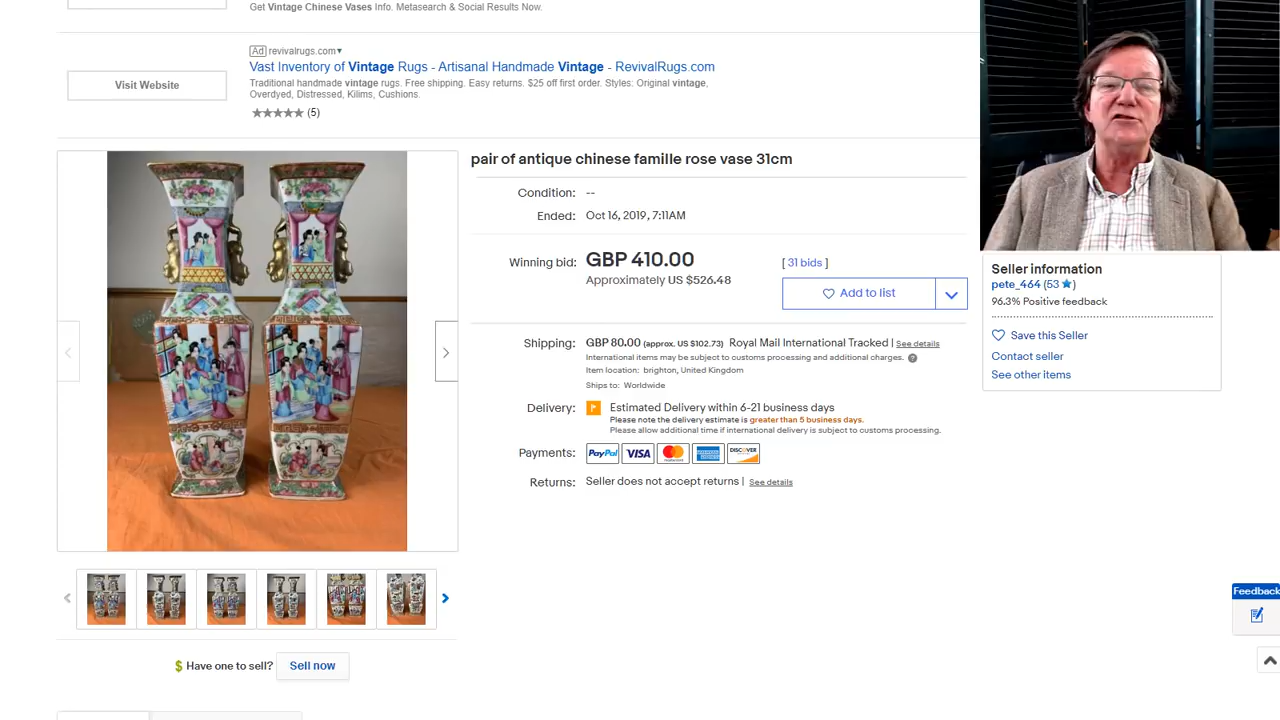 Get Vintage Chinese Vases Info. Metasearch & Social Results Now.
Ad revivalrugs.com▾
Vast Inventory of Vintage Rugs - Artisanal Handmade Vintage - RevivalRugs.com
Visit Website
Traditional handmade vintage rugs. Free shipping. Easy returns. $25 off first order. Styles: Original vintage,
Overdyed, Distressed, Kilims, Cushions.
★★★★★ (5)
pair of antique chinese famille rose vase 31cm
Condition: --
Ended: Oct 16, 2019, 7:11AM
Winning bid: GBP 410.00 [ 31 bids ]
Approximately US $526.48
Add to list
Shipping: GBP 80.00 (approx. US $102.73) Royal Mail International Tracked | See details
International items may be subject to customs processing and additional charges. ?
Item location: brighton, United Kingdom
Ships to: Worldwide
Delivery: Estimated Delivery within 6-21 business days
Please note the delivery estimate is greater than 5 business days.
Please allow additional time if international delivery is subject to customs processing.
Payments: PayPal VISA MasterCard AMERICAN EXPRESS DISCOVER
Returns: Seller does not accept returns | See details
Seller information
pete_464 (53 ★)
96.3% Positive feedback
Save this Seller
Contact seller
See other items
Feedback
$ Have one to sell? Sell now